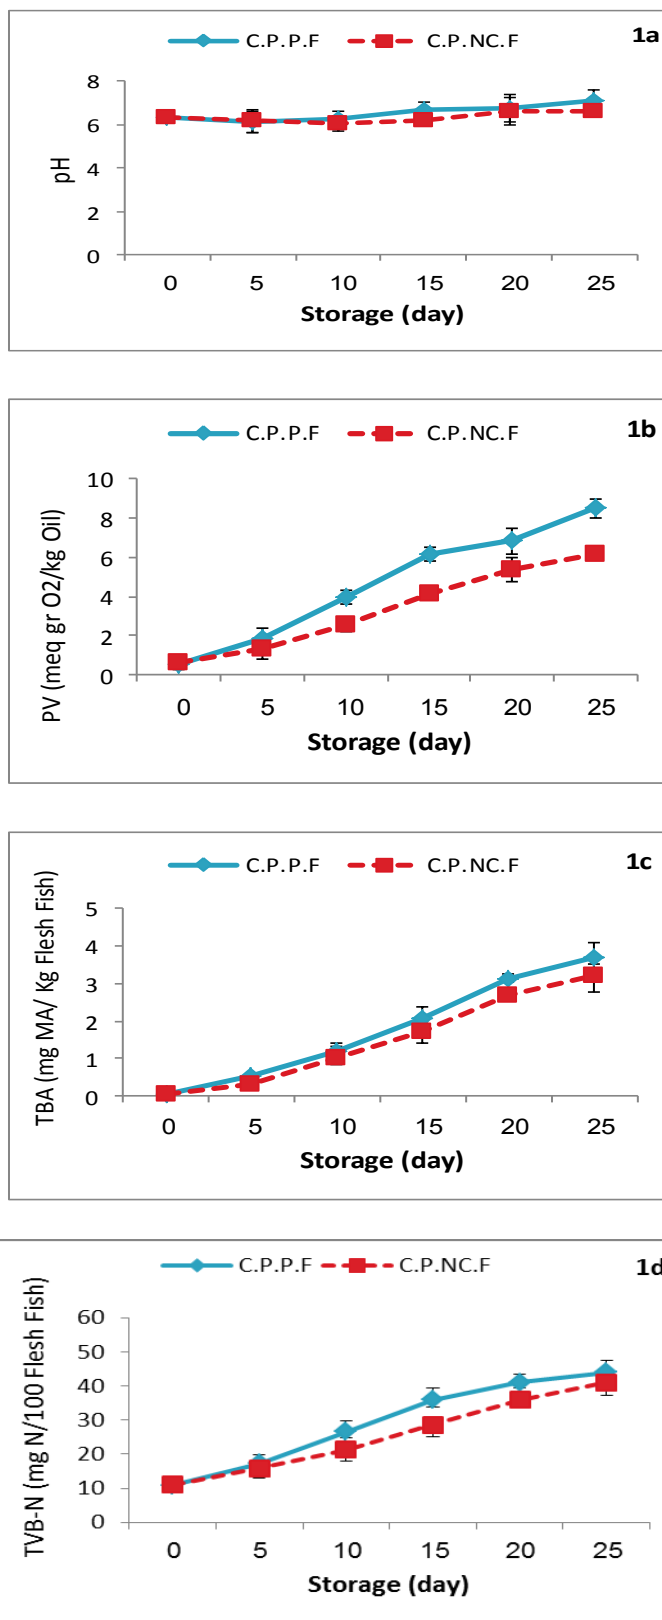 C.P.P.F C.P.NC.F 1a
8
6
4
2
0
pH
0 5 10 15 20 25
Storage (day)
C.P.P.F C.P.NC.F 1b
10
8
6
4
2
0
PV (meq gr O2/kg Oil)
0 5 10 15 20 25
Storage (day)
C.P.P.F C.P.NC.F 1c
5
4
3
2
1
0
TBA (mg MA/ Kg Flesh Fish)
0 5 10 15 20 25
Storage (day)
C.P.P.F C.P.NC.F 1d
60
50
40
30
20
10
0
TVB-N (mg N/100 Flesh Fish)
0 5 10 15 20 25
Storage (day)